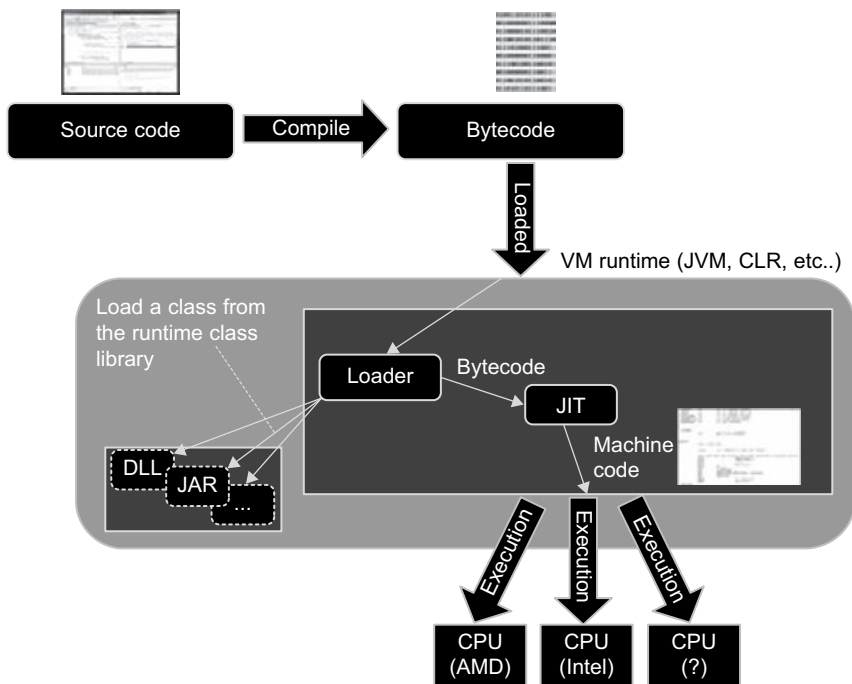 Source code
Compile
Bytecode
Loaded
VM runtime (JVM, CLR, etc..)
Load a class from
the runtime class
library
Loader
Bytecode
JIT
Machine
code
DLL
JAR
...
Execution
Execution
Execution
CPU
(AMD)
CPU
(Intel)
CPU
(?)